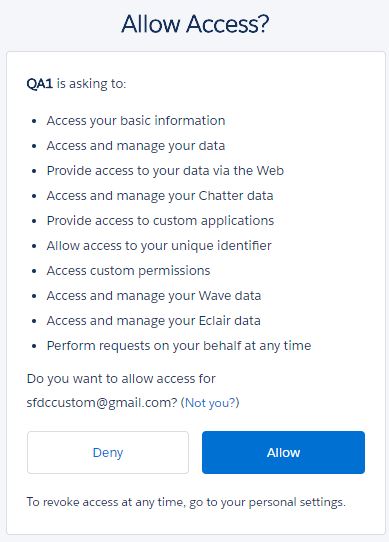 Allow Access?
QA1 is asking to:
• Access your basic information
• Access and manage your data
• Provide access to your data via the Web
• Access and manage your Chatter data
• Provide access to custom applications
• Allow access to your unique identifier
• Access custom permissions
• Access and manage your Wave data
• Access and manage your Eclair data
• Perform requests on your behalf at any time
Do you want to allow access for
sfdccustom@gmail.com? (Not you?)
Deny
Allow
To revoke access at any time, go to your personal settings.